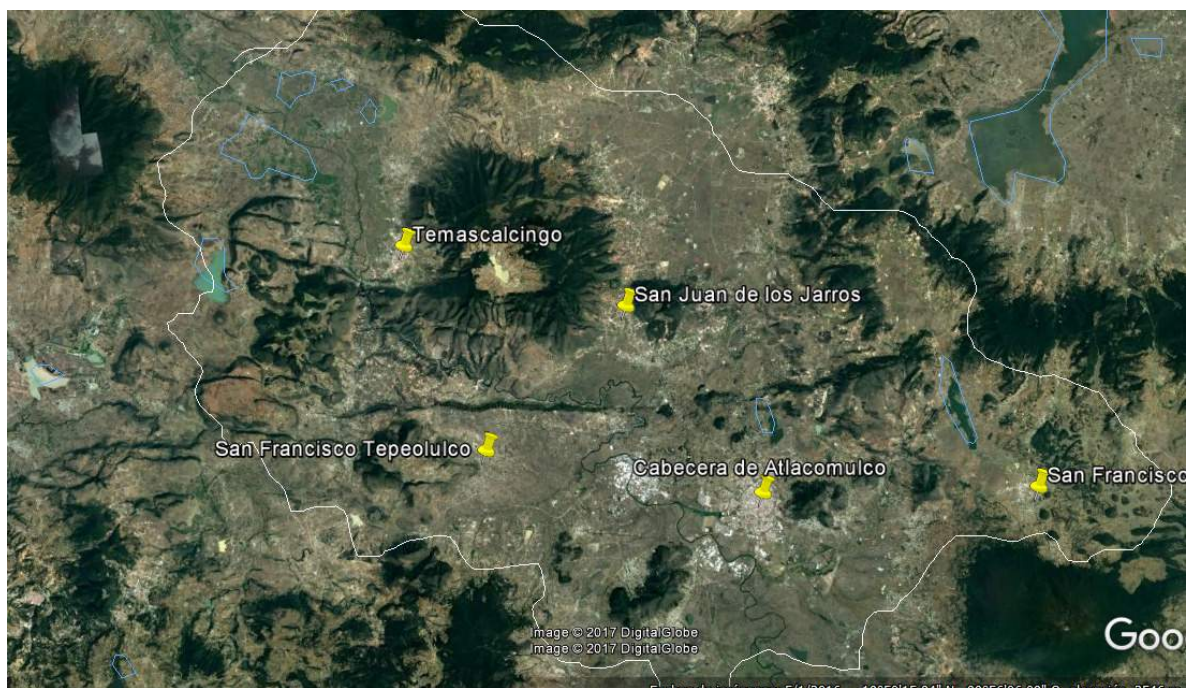 Temascalcingo
San Juan de los Jarros
San Francisco Tepeolulco
Cabecera de Atlacomulco
San Francisco
Image © 2017 DigitalGlobe
Image © 2017 DigitalGlobe
Goo